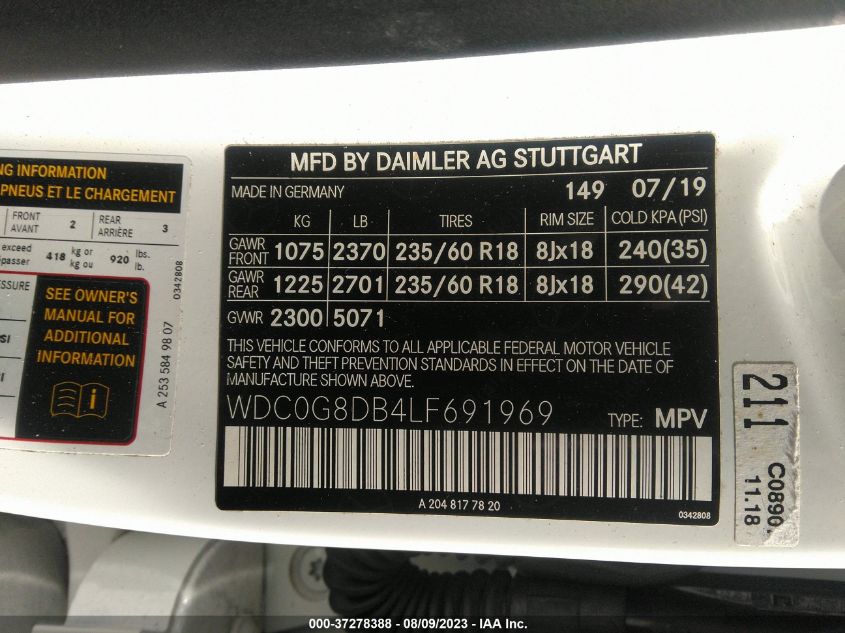 NG INFORMATION
PNEUS ET LE CHARGEMENT
FRONT AVANT 2 REAR ARRIÈRE 3
exceed
passer 418 kg or kg ou 920 lbs. lb.
0342808
SEE OWNER'S
MANUAL FOR
ADDITIONAL
INFORMATION
A 253 584 98 07
MFD BY DAIMLER AG STUTTGART
MADE IN GERMANY 149 07/19
KG LB TIRES RIM SIZE COLD KPA(PSI)
GAWR FRONT 1075 2370 235/60 R18 8Jx18 240(35)
GAWR REAR 1225 2701 235/60 R18 8Jx18 290(42)
GVWR 2300 5071
THIS VEHICLE CONFORMS TO ALL APPLICABLE FEDERAL MOTOR VEHICLE
SAFETY AND THEFT PREVENTION STANDARDS IN EFFECT ON THE DATE
OF MANUFACTURE SHOWN ABOVE.
WDC0G8DB4LF691969 TYPE: MPV
A 204 817 78 20
0342808
211
C0890
11.18
000-37278388 - 08/09/2023 - IAA Inc.